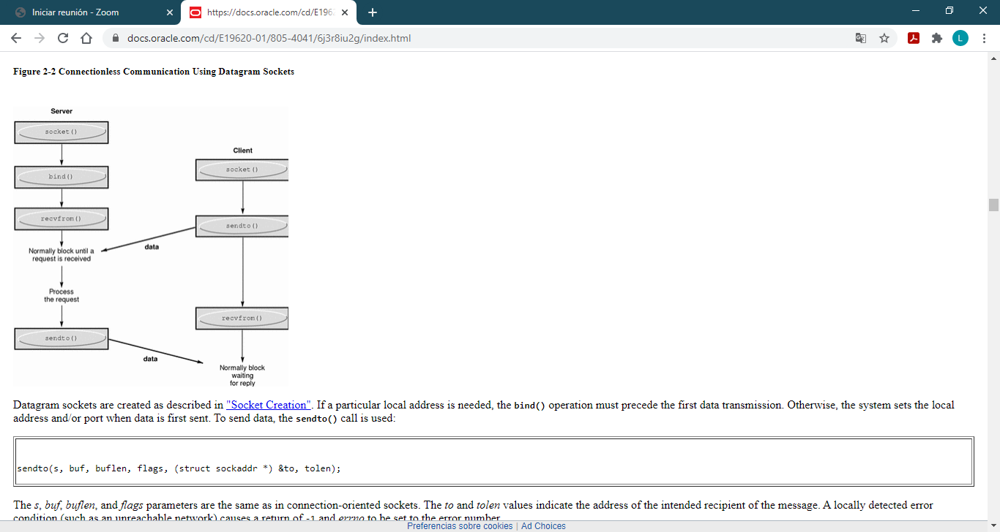 Iniciar reunión - Zoom
https://docs.oracle.com/cd/E196
docs.oracle.com/cd/E19620-01/805-4041/6j3r8iu2g/index.html
L
Figure 2-2 Connectionless Communication Using Datagram Sockets
Server
socket()
Client
socket()
bind()
recvfrom()
sendto()
data
Normally block until a
request is received
Process
the request
recvfrom()
sendto()
data
Normally block
waiting
for reply
Datagram sockets are created as described in "Socket Creation". If a particular local address is needed, the bind() operation must precede the first data transmission. Otherwise, the system sets the local
address and/or port when data is first sent. To send data, the sendto() call is used:
sendto(s, buf, buflen, flags, (struct sockaddr *) &to, tolen);
The s, buf, buflen, and flags parameters are the same as in connection-oriented sockets. The to and tolen values indicate the address of the intended recipient of the message. A locally detected error
condition (such as an unreachable network) causes a return of -1 and errno to be set to the error number.
Preferencias sobre cookies | Ad Choices